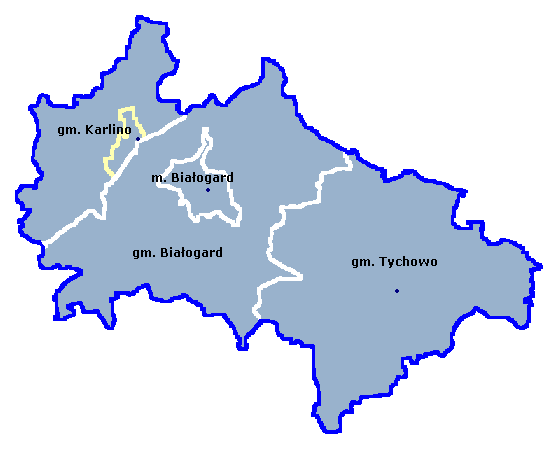 gm. Karlino
m. Białogard
gm. Białogard
gm. Tychowo